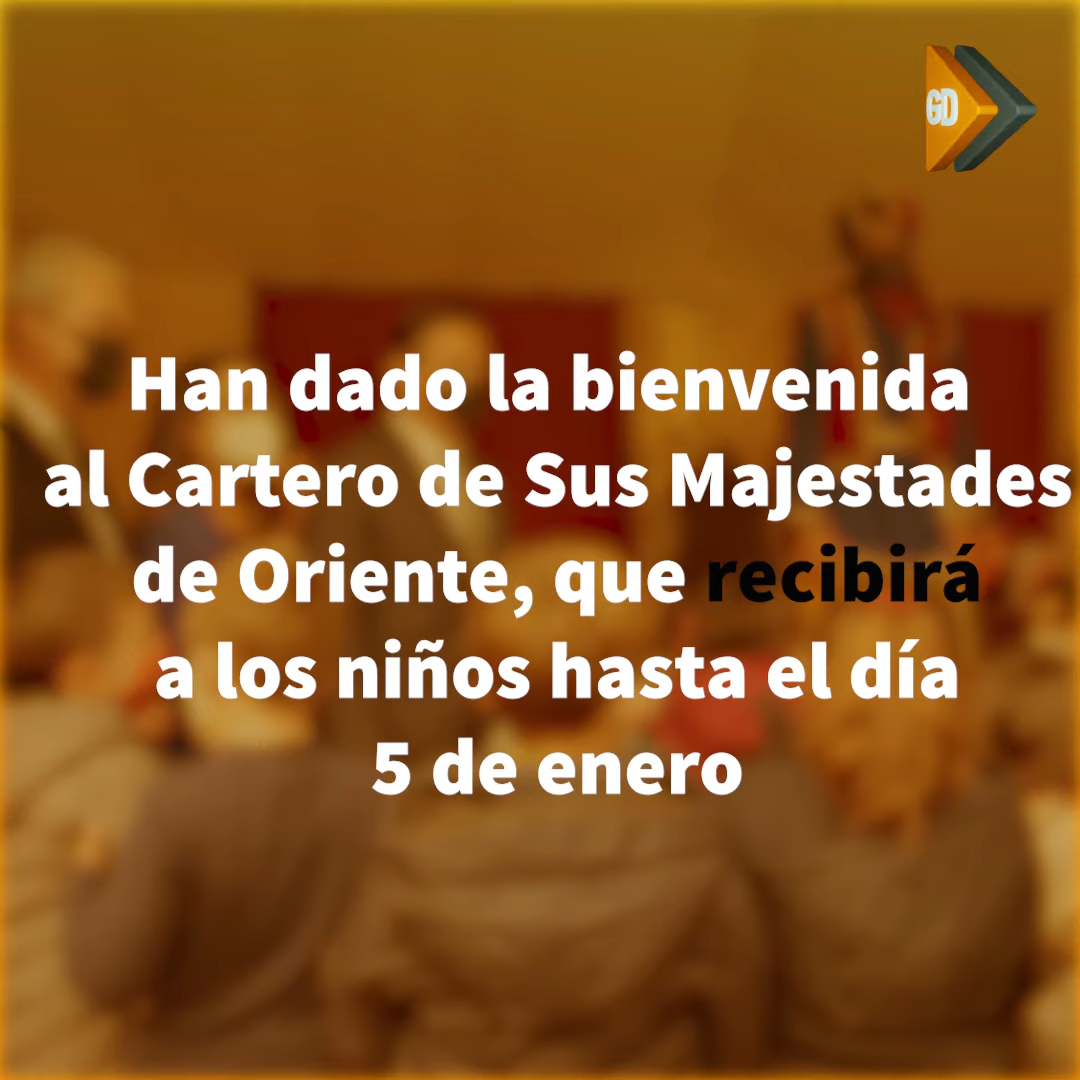 GD
Han dado la bienvenida
al Cartero de Sus Majestades
de Oriente, que recibirá
a los niños hasta el día
5 de enero